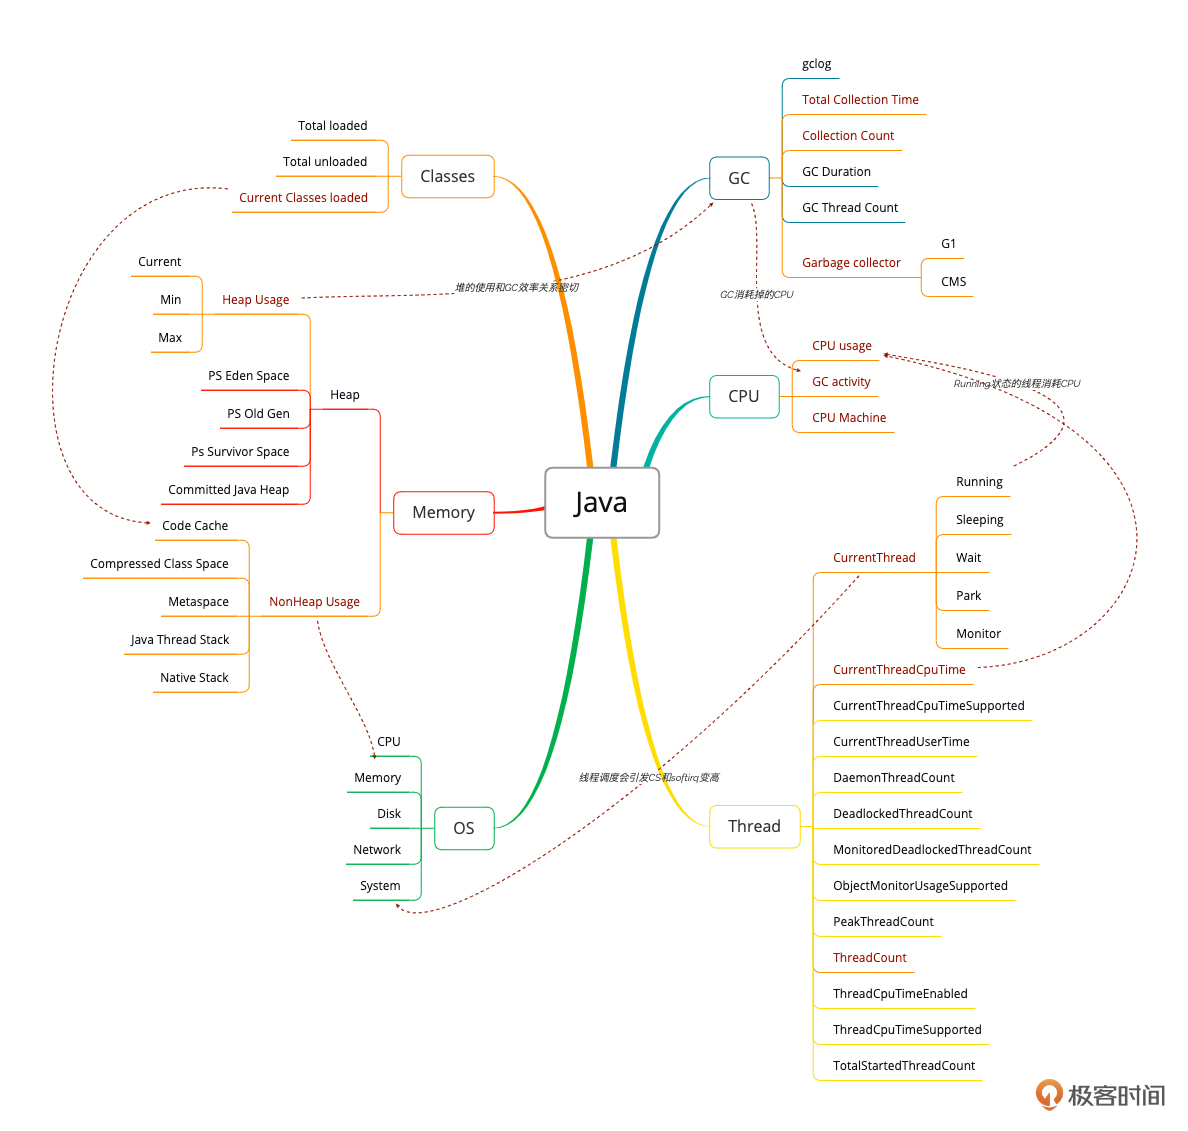 Java
Classes
Total loaded
Total unloaded
Current Classes loaded
Memory
Heap
Heap Usage
Current
Min
Max
PS Eden Space
PS Old Gen
Ps Survivor Space
Committed Java Heap
NonHeap Usage
Code Cache
Compressed Class Space
Metaspace
Java Thread Stack
Native Stack
OS
CPU
Memory
Disk
Network
System
GC
gclog
Total Collection Time
Collection Count
GC Duration
GC Thread Count
Garbage collector
G1
CMS
CPU
CPU usage
GC activity
CPU Machine
Thread
CurrentThread
Running
Sleeping
Wait
Park
Monitor
CurrentThreadCpuTime
CurrentThreadCpuTimeSupported
CurrentThreadUserTime
DaemonThreadCount
DeadlockedThreadCount
MonitoredDeadlockedThreadCount
ObjectMonitorUsageSupported
PeakThreadCount
ThreadCount
ThreadCpuTimeEnabled
ThreadCpuTimeSupported
TotalStartedThreadCount
堆的使用和GC效率关系密切
GC消耗掉的CPU
Running状态的线程消耗CPU
线程调度会引发CS和softirq变高
极客时间